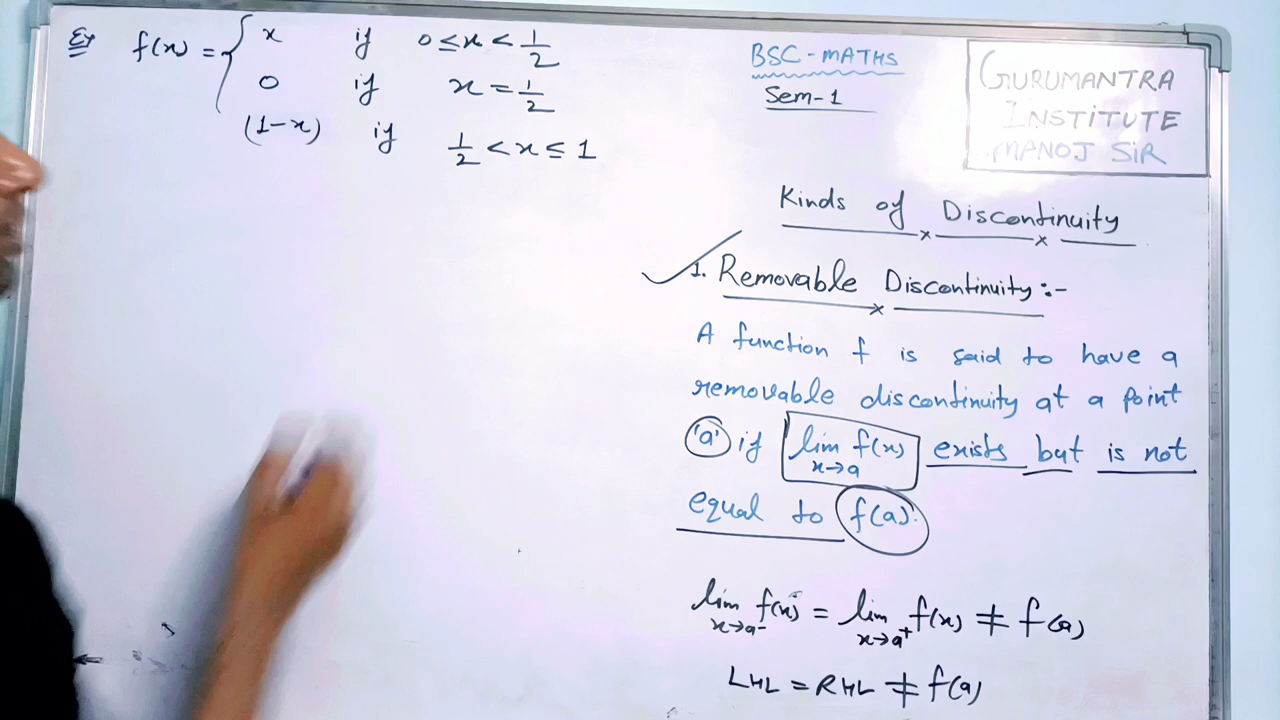 Ex f(x) = { x if 0 ≤ x < 1/2
0 if x = 1/2
(1-x) if 1/2 < x ≤ 1
BSC-MATHS
Sem-1
GURUMANTRA
INSTITUTE
MANOJ SIR
Kinds of Discontinuity
1. Removable Discontinuity:-
A function f is said to have a
removable discontinuity at a point
'a' if lim x→a f(x) exists but is not
equal to f(a).
lim x→a⁻ f(x) = lim x→a⁺ f(x) ≠ f(a)
LHL = RHL ≠ f(a)